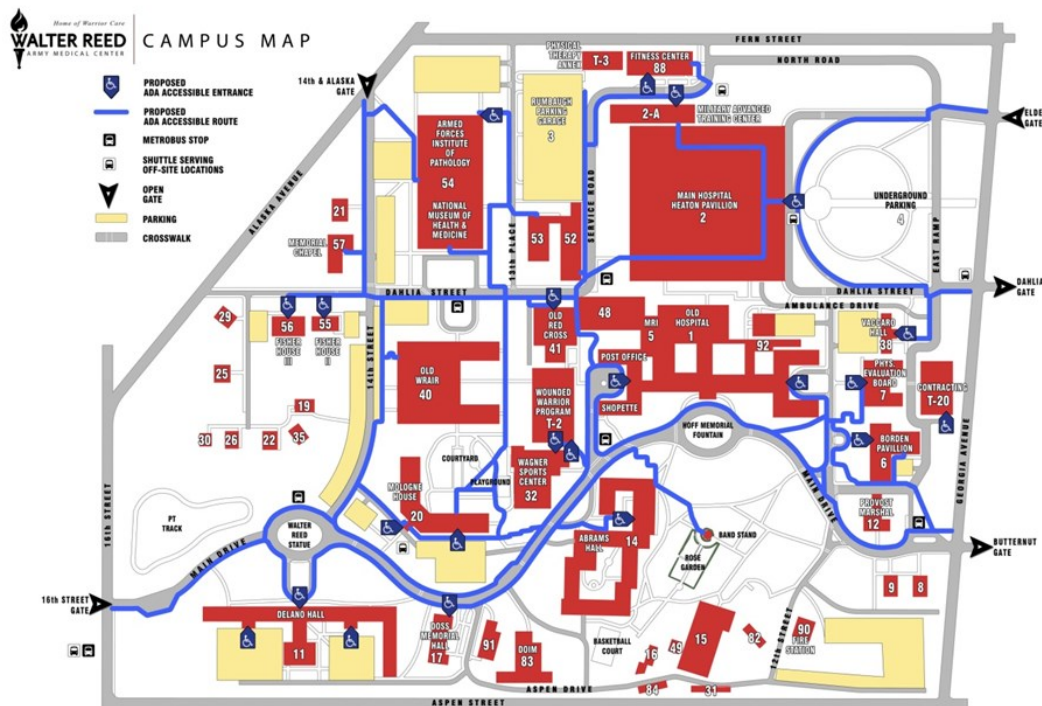 Home of Warrior Care
WALTER REED
ARMY MEDICAL CENTER
CAMPUS MAP
PROPOSED
ADA ACCESSIBLE ENTRANCE
PROPOSED
ADA ACCESSIBLE ROUTE
METROBUS STOP
SHUTTLE SERVING
OFF-SITE LOCATIONS
OPEN
GATE
PARKING
CROSSWALK
14th & ALASKA
GATE
ALASKA AVENUE
FERN STREET
NORTH ROAD
PHYSICAL
THERAPY
ANNEX
T-3
FITNESS CENTER
88
RUMBAUGH
PARKING
GARAGE
3
2-A
MILITARY ADVANCED
TRAINING CENTER
ELDE
GATE
ARMED
FORCES
INSTITUTE
OF
PATHOLOGY
54
NATIONAL
MUSEUM OF
HEALTH &
MEDICINE
MAIN HOSPITAL
HEATON PAVILLION
2
UNDERGROUND
PARKING
4
SERVICE ROAD
EAST RAMP
21
MEMORIAL
CHAPEL
57
13th PLACE
53
52
DAHLIA STREET
DAHLIA STREET
DAHLIA
GATE
AMBULANCE DRIVE
29
56
FISHER
HOUSE
III
55
FISHER
HOUSE
II
14th STREET
OLD
RED
CROSS
41
48
MRI
5
OLD
HOSPITAL
1
92
VACCARO
HALL
38
POST OFFICE
SHOPETTE
PHYS.
EVALUATION
BOARD
7
CONTRACTING
T-20
25
OLD
WRAIR
40
WOUNDED
WARRIOR
PROGRAM
T-2
19
30
26
22
35
HOFF MEMORIAL
FOUNTAIN
BORDEN
PAVILLION
6
GEORGIA AVENUE
COURTYARD
PLAYGROUND
WAGNER
SPORTS
CENTER
32
MOLOGNE
HOUSE
20
MAIN DRIVE
PROVOST
MARSHAL
12
16th STREET
PT
TRACK
WALTER
REED
STATUE
MAIN DRIVE
ABRAMS
HALL
14
BAND STAND
ROSE
GARDEN
BUTTERNUT
GATE
16th STREET
GATE
DELANO HALL
11
DOSS
MEMORIAL
HALL
17
91
DOIM
83
BASKETBALL
COURT
16
49
15
82
12th STREET
90
FIRE
STATION
9
8
84
31
ASPEN DRIVE
ASPEN STREET